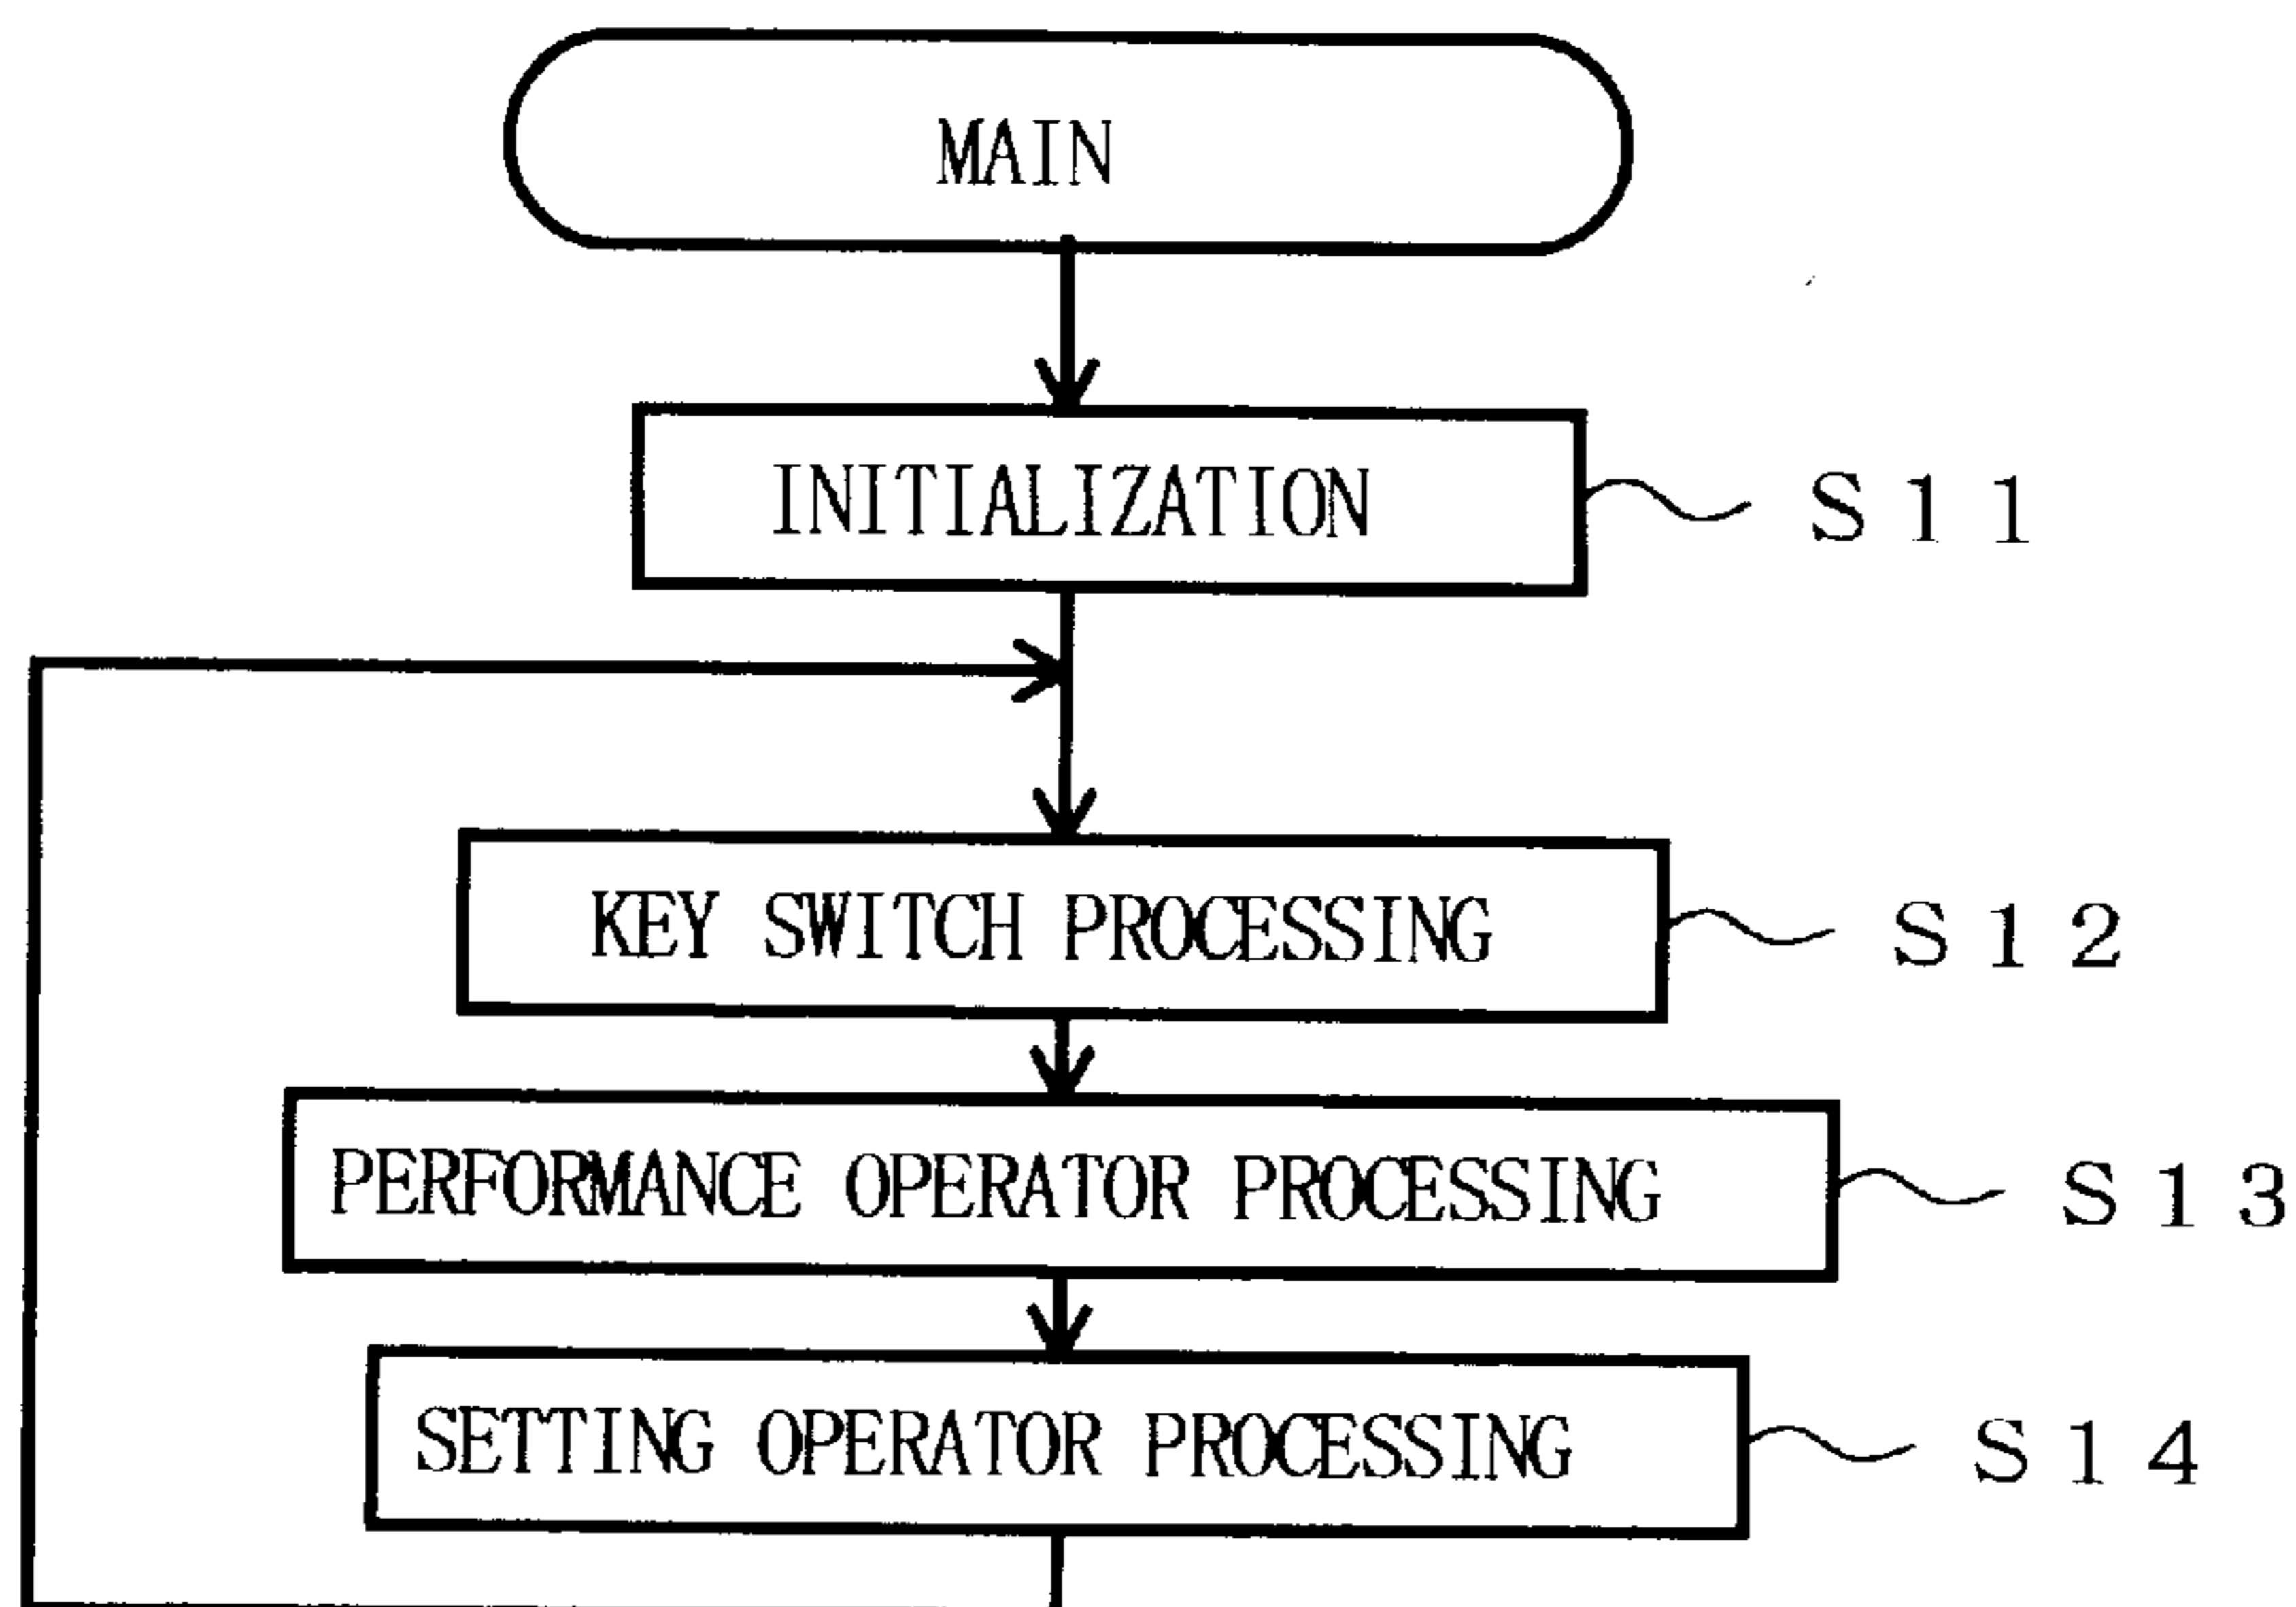 MAIN
INITIALIZATION
S11
KEY SWITCH PROCESSING
S12
PERFORMANCE OPERATOR PROCESSING
S13
SETTING OPERATOR PROCESSING
S14